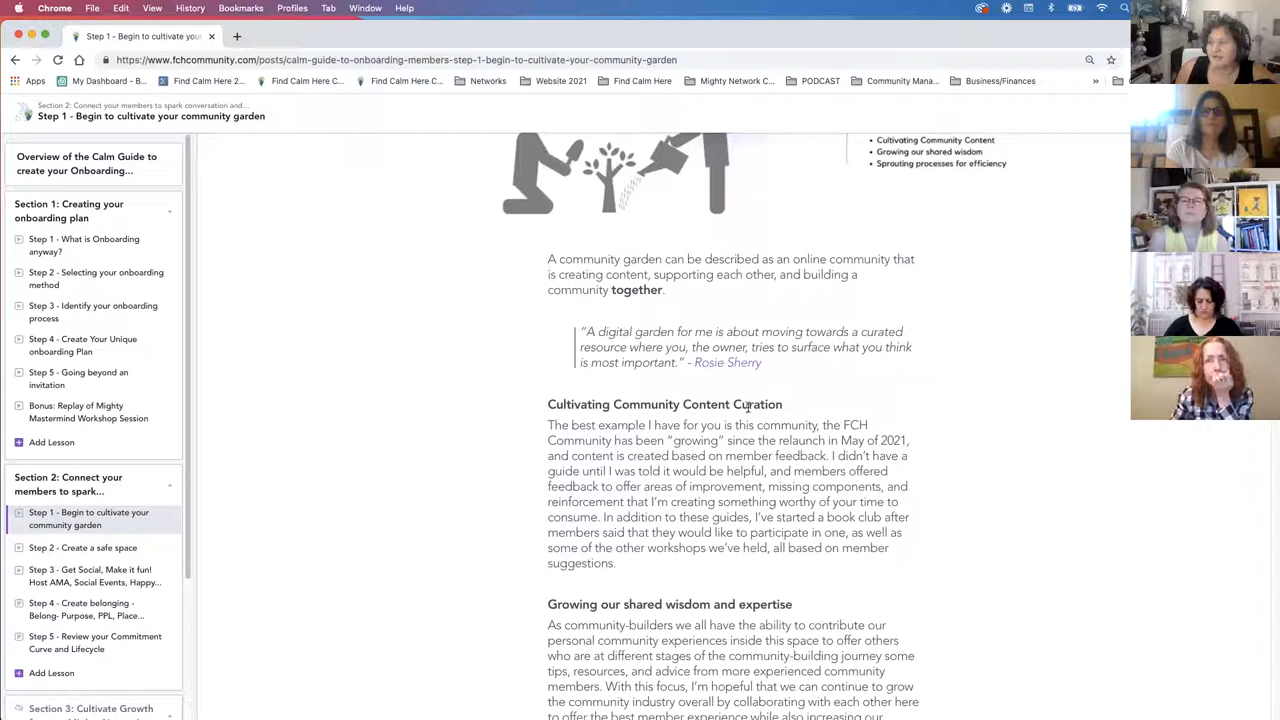 Chrome File Edit View History Bookmarks Profiles Tab Window Help
Step 1 - Begin to cultivate your
https://www.fchcommunity.com/posts/calm-guide-to-onboarding-members-step-1-begin-to-cultivate-your-community-garden
Apps My Dashboard - B... Find Calm Here 2... Find Calm Here C... Find Calm Here C... Networks Website 2021 Find Calm Here Mighty Network C... PODCAST Community Mana... Business/Finances »
Section 2: Connect your members to spark conversation and...
Step 1 - Begin to cultivate your community garden
Overview of the Calm Guide to
create your Onboarding...
Section 1: Creating your
onboarding plan
Step 1 - What is Onboarding
anyway?
Step 2 - Selecting your onboarding
method
Step 3 - Identify your onboarding
process
Step 4 - Create Your Unique
onboarding Plan
Step 5 - Going beyond an
invitation
Bonus: Replay of Mighty
Mastermind Workshop Session
Add Lesson
Section 2: Connect your
members to spark...
Step 1 - Begin to cultivate your
community garden
Step 2 - Create a safe space
Step 3 - Get Social, Make it fun!
Host AMA, Social Events, Happy...
Step 4 - Create belonging -
Belong- Purpose, PPL, Place...
Step 5 - Review your Commitment
Curve and Lifecycle
Add Lesson
Section 3: Cultivate Growth
• Cultivating Community Content
• Growing our shared wisdom
• Sprouting processes for efficiency
A community garden can be described as an online community that
is creating content, supporting each other, and building a
community together.
"A digital garden for me is about moving towards a curated
resource where you, the owner, tries to surface what you think
is most important." - Rosie Sherry
Cultivating Community Content Curation
The best example I have for you is this community, the FCH
Community has been "growing" since the relaunch in May of 2021,
and content is created based on member feedback. I didn't have a
guide until I was told it would be helpful, and members offered
feedback to offer areas of improvement, missing components, and
reinforcement that I'm creating something worthy of your time to
consume. In addition to these guides, I've started a book club after
members said that they would like to participate in one, as well as
some of the other workshops we've held, all based on member
suggestions.
Growing our shared wisdom and expertise
As community-builders we all have the ability to contribute our
personal community experiences inside this space to offer others
who are at different stages of the community-building journey some
tips, resources, and advice from more experienced community
members. With this focus, I'm hopeful that we can continue to grow
the community industry overall by collaborating with each other here
to offer the best member experience while also increasing our